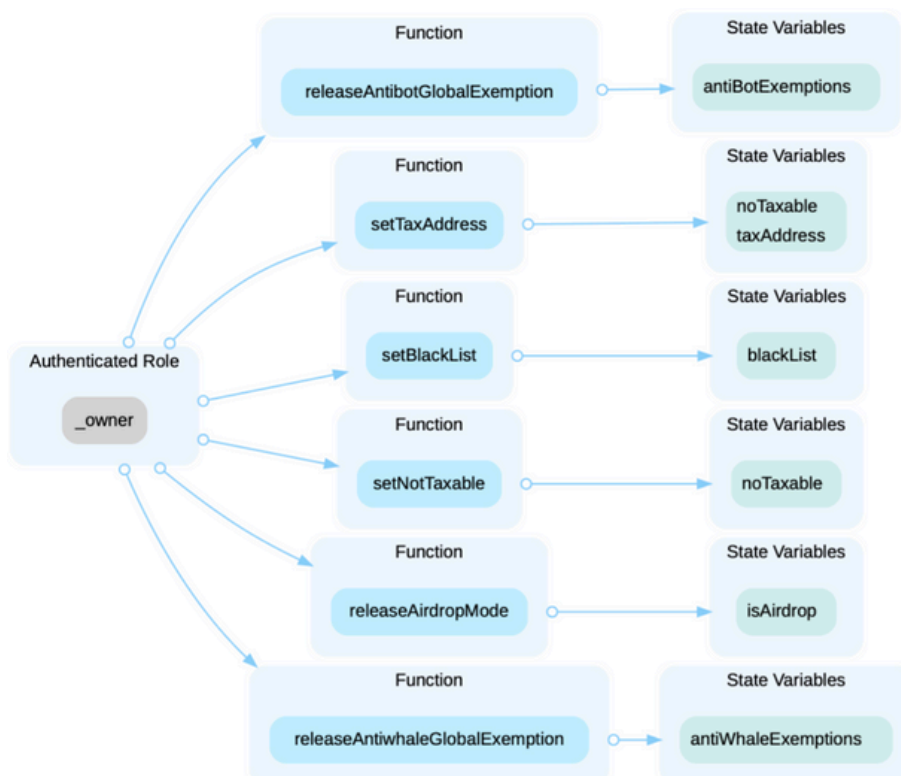 Function
releaseAntibotGlobalExemption
State Variables
antiBotExemptions
Function
setTaxAddress
State Variables
noTaxable
taxAddress
Function
setBlackList
State Variables
blackList
Authenticated Role
_owner
Function
setNotTaxable
State Variables
noTaxable
Function
releaseAirdropMode
State Variables
isAirdrop
Function
releaseAntiwhaleGlobalExemption
State Variables
antiWhaleExemptions